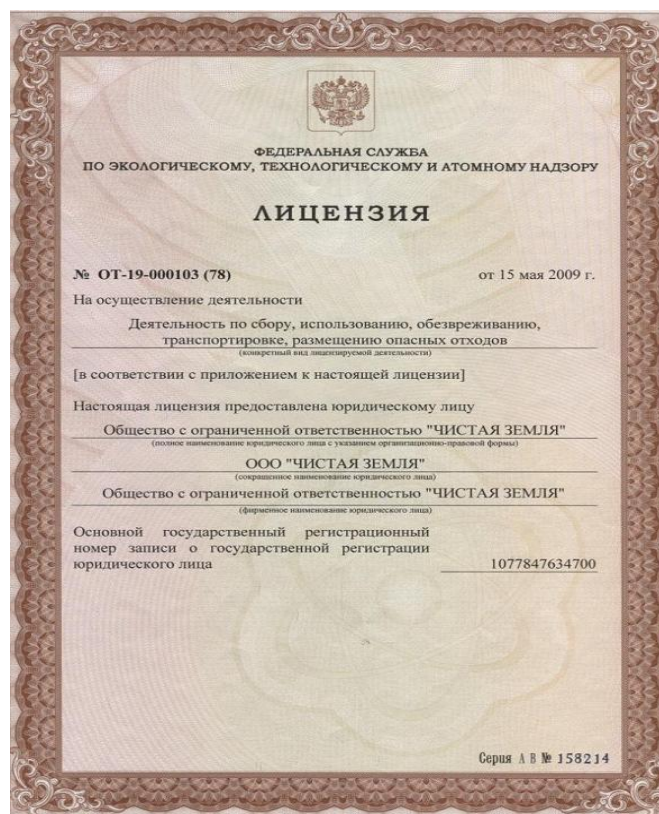 ФЕДЕРАЛЬНАЯ СЛУЖБА
ПО ЭКОЛОГИЧЕСКОМУ, ТЕХНОЛОГИЧЕСКОМУ И АТОМНОМУ НАДЗОРУ
ЛИЦЕНЗИЯ
№ ОТ-19-000103 (78) от 15 мая 2009 г.
На осуществление деятельности
Деятельность по сбору, использованию, обезвреживанию,
транспортировке, размещению опасных отходов
(конкретный вид лицензируемой деятельности)
[в соответствии с приложением к настоящей лицензии]
Настоящая лицензия предоставлена юридическому лицу
Общество с ограниченной ответственностью "ЧИСТАЯ ЗЕМЛЯ"
(полное наименование юридического лица с указанием организационно-правовой формы)
ООО "ЧИСТАЯ ЗЕМЛЯ"
(сокращенное наименование юридического лица)
Общество с ограниченной ответственностью "ЧИСТАЯ ЗЕМЛЯ"
(фирменное наименование юридического лица)
Основной государственный регистрационный
номер записи о государственной регистрации
юридического лица 1077847634700
Серия А В № 158214